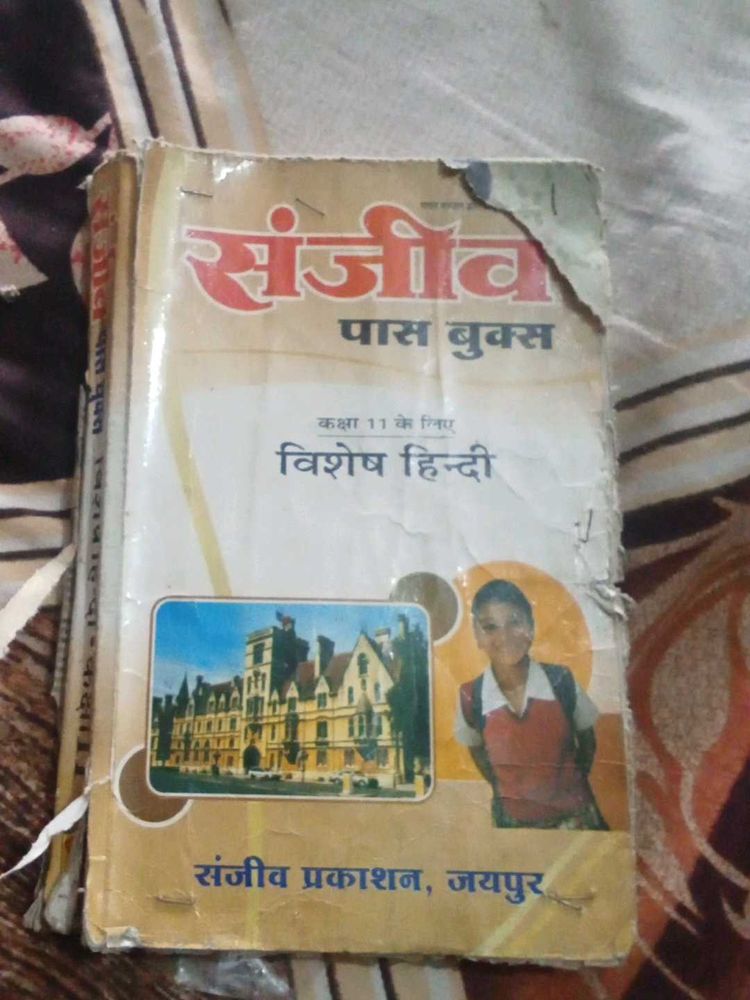 संजीव
पास बुक्स
कक्षा 11 के लिए
विशेष हिन्दी
संजीव प्रकाशन, जयपुर
संजीव पास बुक्स विशेष हिन्दी